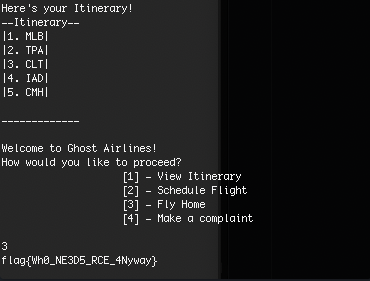 Here's your Itinerary!
--Itinerary--
|1. MLB|
|2. TPA|
|3. CLT|
|4. IAD|
|5. CMH|
-------------
Welcome to Ghost Airlines!
How would you like to proceed?
[1] - View Itinerary
[2] - Schedule Flight
[3] - Fly Home
[4] - Make a complaint
3
flag{Wh0_NE3D5_RCE_4Nyway}